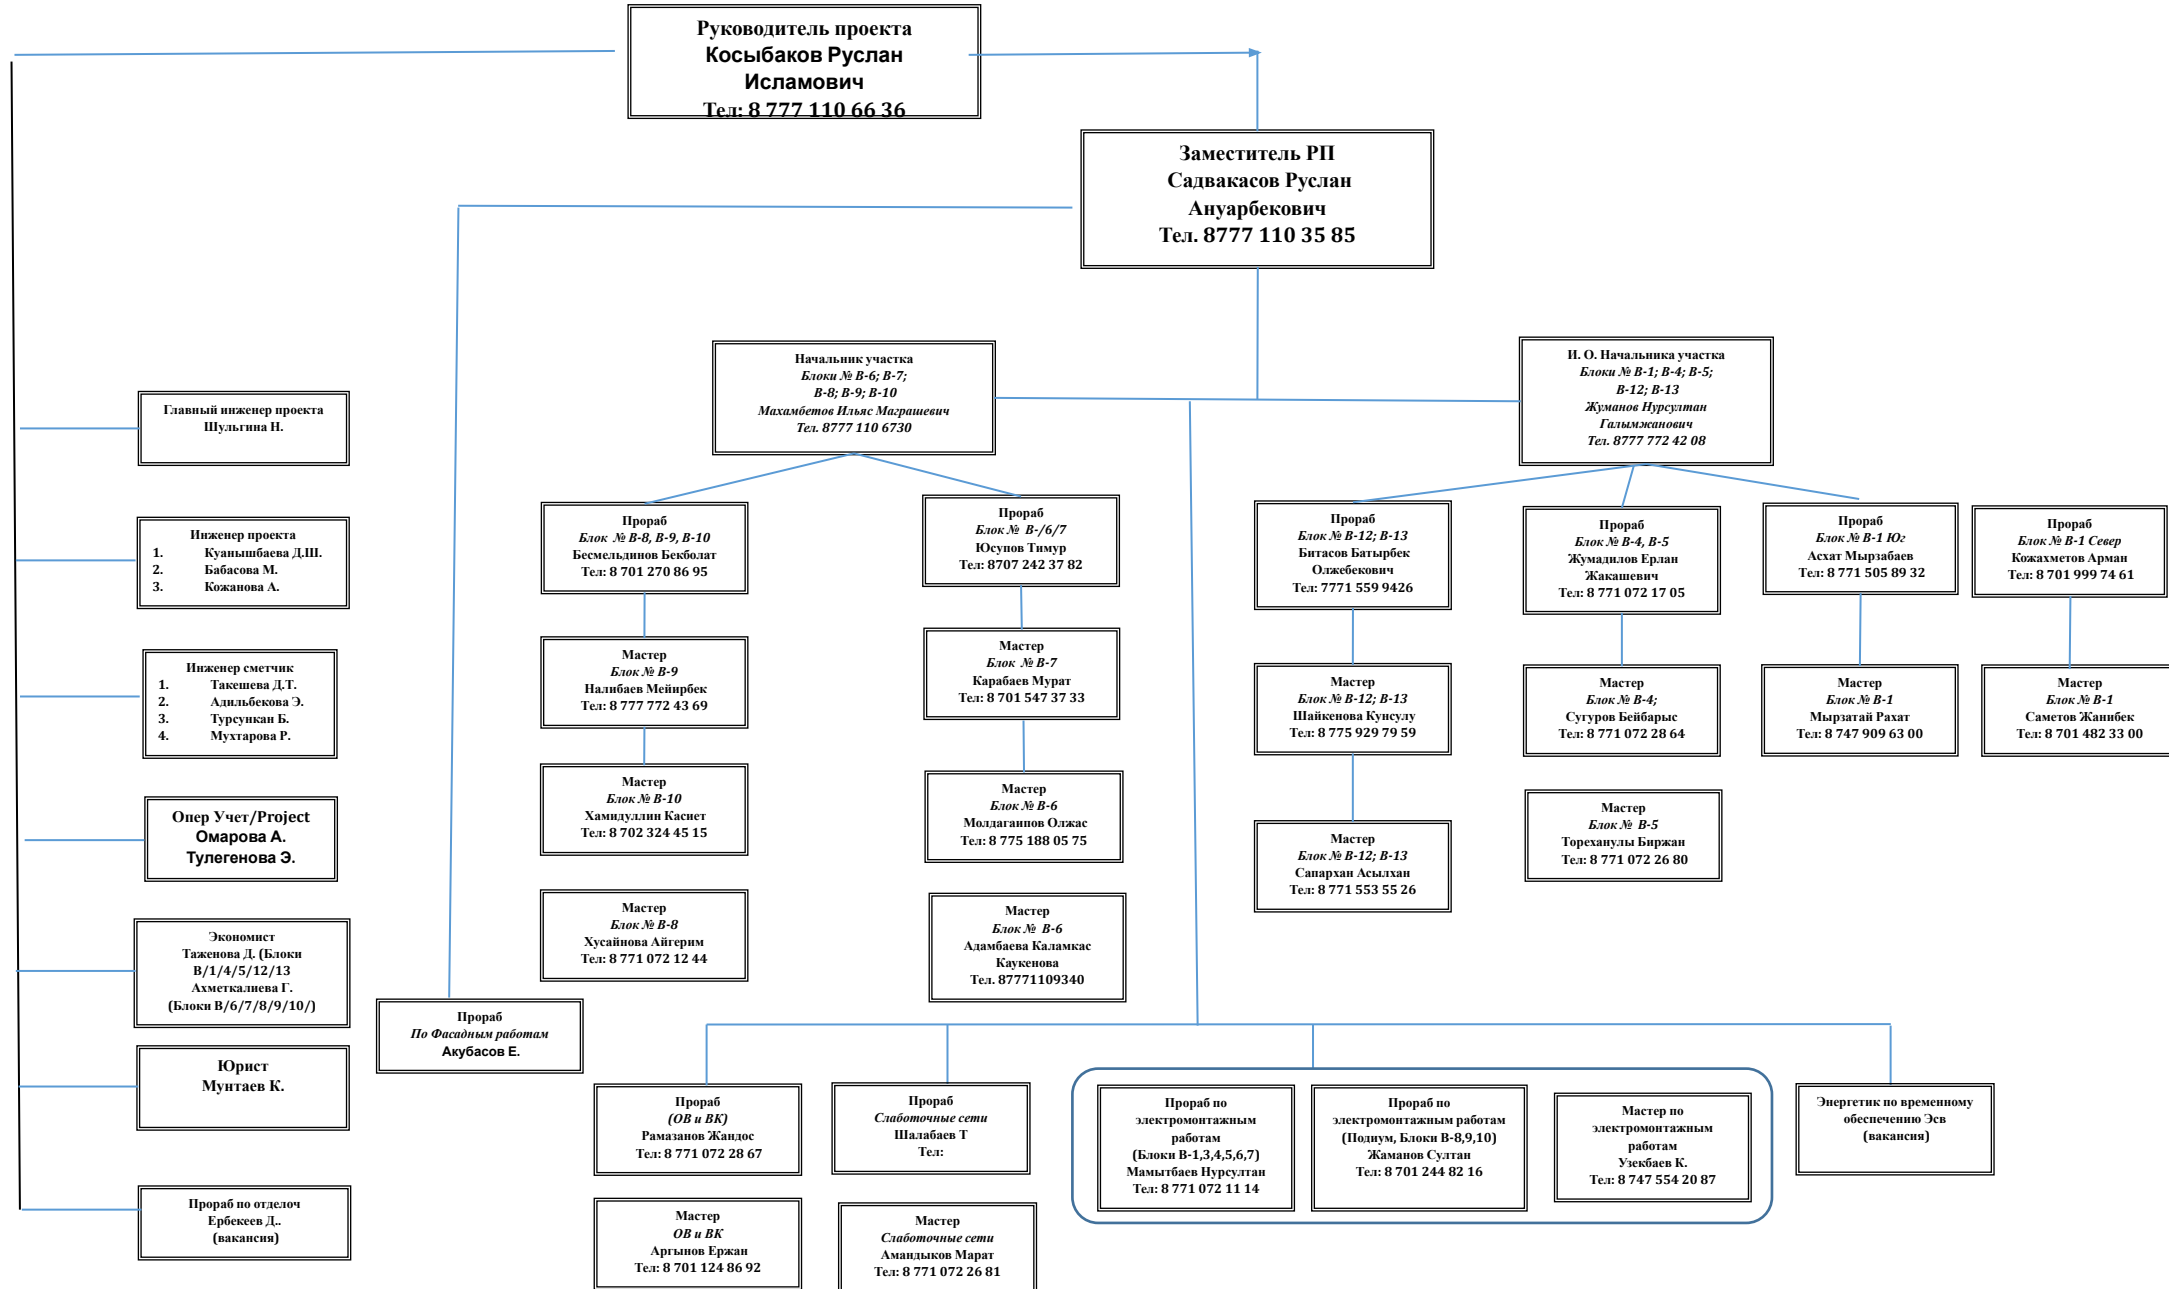 Руководитель проекта
Косыбаков Руслан
Исламович
Тел: 8 777 110 66 36
Заместитель РП
Садвакасов Руслан
Ануарбекович
Тел. 8777 110 35 85
Начальник участка
Блоки № В-6; В-7;
В-8; В-9; В-10
Махамбетов Ильяс Маграшевич
Тел. 8777 110 6730
И. О. Начальника участка
Блоки № В-1; В-4; В-5;
В-12; В-13
Жуманов Нурсултан
Галымжанович
Тел. 8777 772 42 08
Главный инженер проекта
Шульгина Н.
Инженер проекта
1. Куанышбаева Д.Ш.
2. Бабасова М.
3. Кожанова А.
Инженер сметчик
1. Такешева Д.Т.
2. Адильбекова Э.
3. Турсункан Б.
4. Мухтарова Р.
Опер Учет/Project
Омарова А.
Тулегенова Э.
Экономист
Таженова Д. (Блоки
В/1/4/5/12/13
Ахметкалиева Г.
(Блоки В/6/7/8/9/10/)
Юрист
Мунтаев К.
Прораб по отделоч
Ербекеев Д..
(вакансия)
Прораб
По Фасадным работам
Акубасов Е.
Прораб
Блок № В-8, В-9, В-10
Бесмельдинов Бекболат
Тел: 8 701 270 86 95
Мастер
Блок № В-9
Налибаев Мейирбек
Тел: 8 777 772 43 69
Мастер
Блок № В-10
Хамидуллин Касиет
Тел: 8 702 324 45 15
Мастер
Блок № В-8
Хусайнова Айгерим
Тел: 8 771 072 12 44
Прораб
Блок № В-/6/7
Юсупов Тимур
Тел: 8707 242 37 82
Мастер
Блок № В-7
Карабаев Мурат
Тел: 8 701 547 37 33
Мастер
Блок № В-6
Молдагаипов Олжас
Тел: 8 775 188 05 75
Мастер
Блок № В-6
Адамбаева Каламкас
Каукенова
Тел. 87771109340
Прораб
Блок № В-12; В-13
Битасов Батырбек
Олжебекович
Тел: 7771 559 9426
Мастер
Блок № В-12; В-13
Шайкенова Кунсулу
Тел: 8 775 929 79 59
Мастер
Блок № В-12; В-13
Сапархан Асылхан
Тел: 8 771 553 55 26
Прораб
Блок № В-4, В-5
Жумадилов Ерлан
Жакашевич
Тел: 8 771 072 17 05
Мастер
Блок № В-4;
Сугуров Бейбарыс
Тел: 8 771 072 28 64
Мастер
Блок № В-5
Тореханулы Биржан
Тел: 8 771 072 26 80
Прораб
Блок № В-1 Юг
Асхат Мырзабаев
Тел: 8 771 505 89 32
Мастер
Блок № В-1
Мырзатай Рахат
Тел: 8 747 909 63 00
Прораб
Блок № В-1 Север
Кожахметов Арман
Тел: 8 701 999 74 61
Мастер
Блок № В-1
Саметов Жанибек
Тел: 8 701 482 33 00
Прораб
(ОВ и ВК)
Рамазанов Жандос
Тел: 8 771 072 28 67
Мастер
ОВ и ВК
Аргынов Ержан
Тел: 8 701 124 86 92
Прораб
Слаботочные сети
Шалабаев Т
Тел:
Мастер
Слаботочные сети
Амандыков Марат
Тел: 8 771 072 26 81
Прораб по
электромонтажным
работам
(Блоки В-1,3,4,5,6,7)
Мамытбаев Нурсултан
Тел: 8 771 072 11 14
Прораб по
электромонтажным работам
(Подиум, Блоки В-8,9,10)
Жаманов Султан
Тел: 8 701 244 82 16
Мастер по
электромонтажным
работам
Узекбаев К.
Тел: 8 747 554 20 87
Энергетик по временному
обеспечению Эсв
(вакансия)